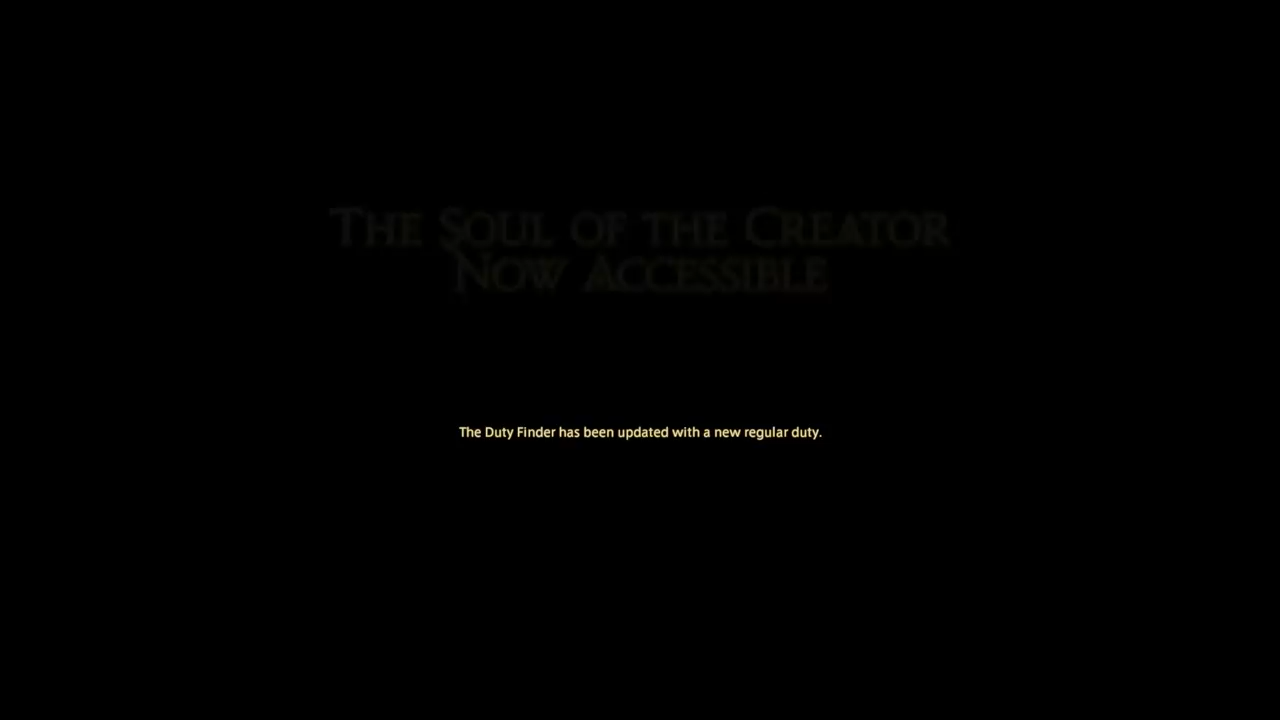 The Soul of the Creator
Now Accessible
The Duty Finder has been updated with a new regular duty.